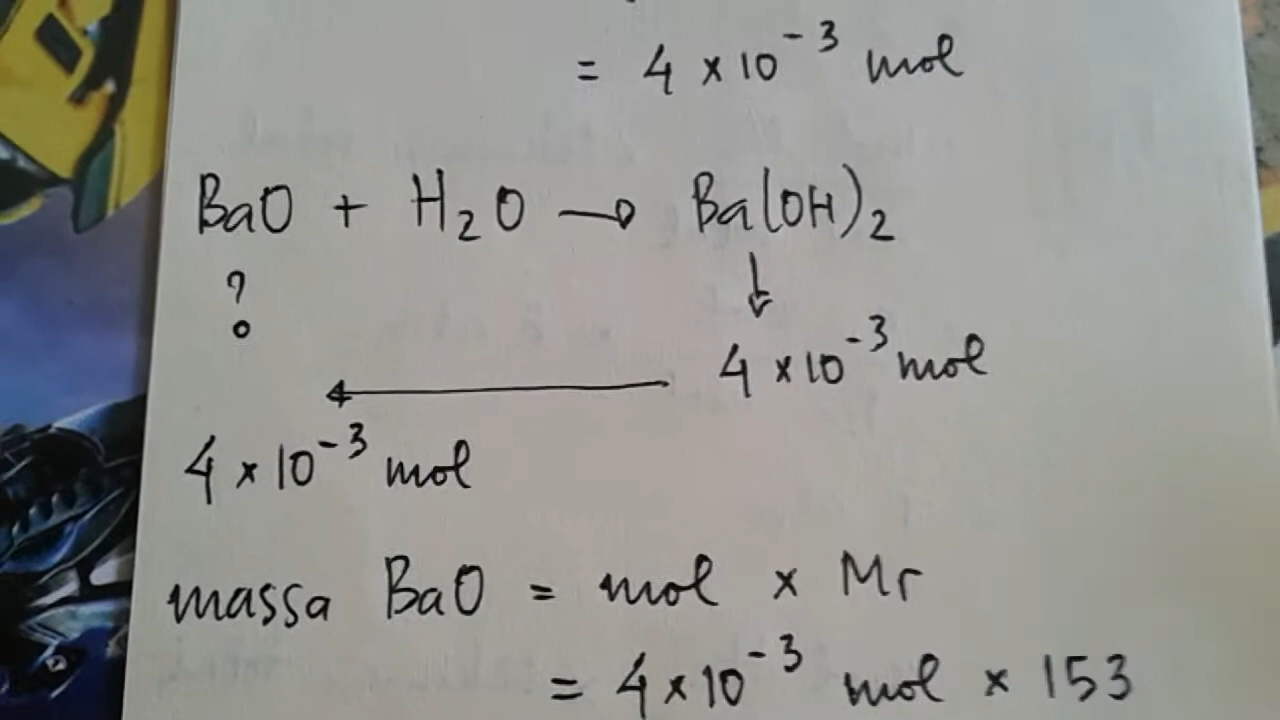 = 4 × 10⁻³ mol
BaO + H₂O → Ba(OH)₂
?
↓
4 × 10⁻³ mol
←
4 × 10⁻³ mol
massa BaO = mol × Mr
= 4 × 10⁻³ mol × 153